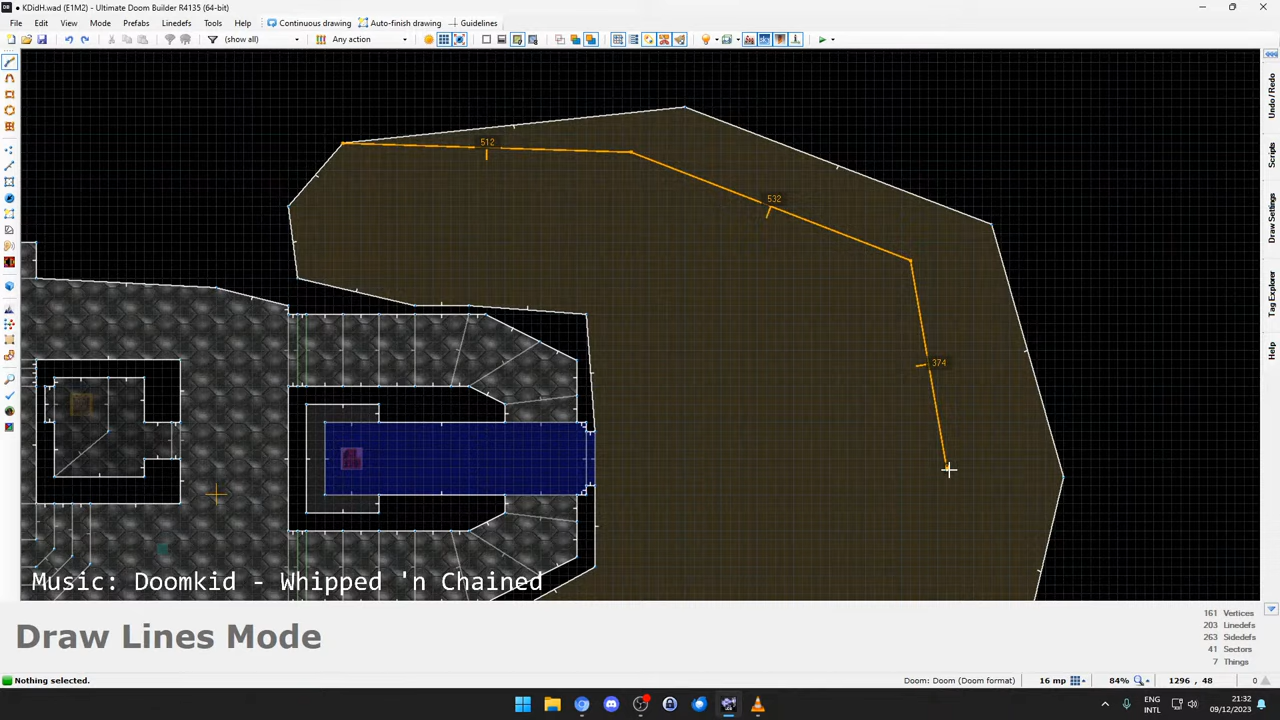 KDidH.wad (E1M2) - Ultimate Doom Builder R4135 (64-bit)
File Edit View Mode Prefabs Linedefs Tools Help Continuous drawing Auto-finish drawing Guidelines
(show all) Any action
Undo / Redo
Scripts
Draw Settings
Tag Explorer
Help
512
532
374
Music: Doomkid - Whipped 'n Chained
Draw Lines Mode
161 Vertices
203 Linedefs
263 Sidedefs
41 Sectors
7 Things
Nothing selected.
Doom: Doom (Doom format) 16 mp 84% 1296 , 48 0
ENG
INTL
21:32
09/12/2023